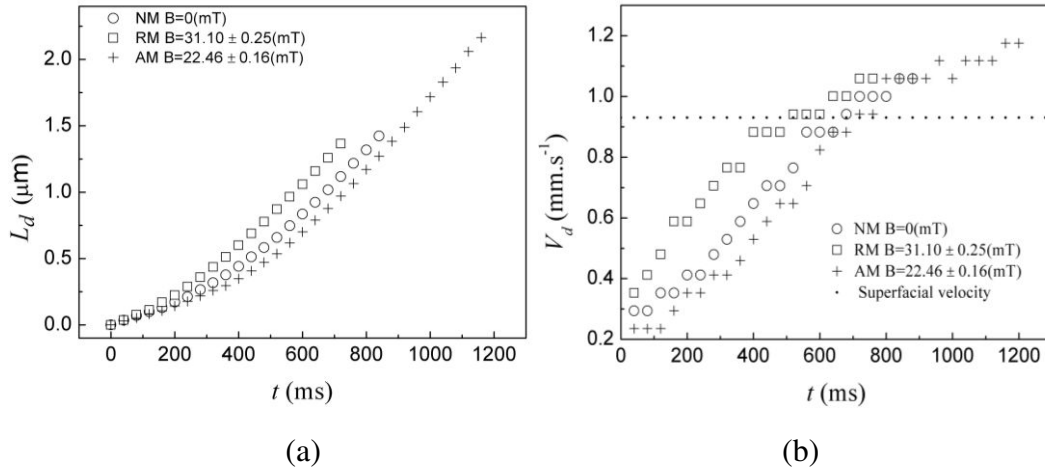 NM B=0(mT)
RM B=31.10 ± 0.25(mT)
AM B=22.46 ± 0.16(mT)
2.0
1.5
1.0
0.5
0.0
L_d (μm)
0 200 400 600 800 1000 1200
t (ms)
(a)
1.2
1.0
0.8
0.6
0.4
0.2
V_d (mm.s⁻¹)
NM B=0(mT)
RM B=31.10 ± 0.25(mT)
AM B=22.46 ± 0.16(mT)
Superfacial velocity
0 200 400 600 800 1000 1200
t (ms)
(b)